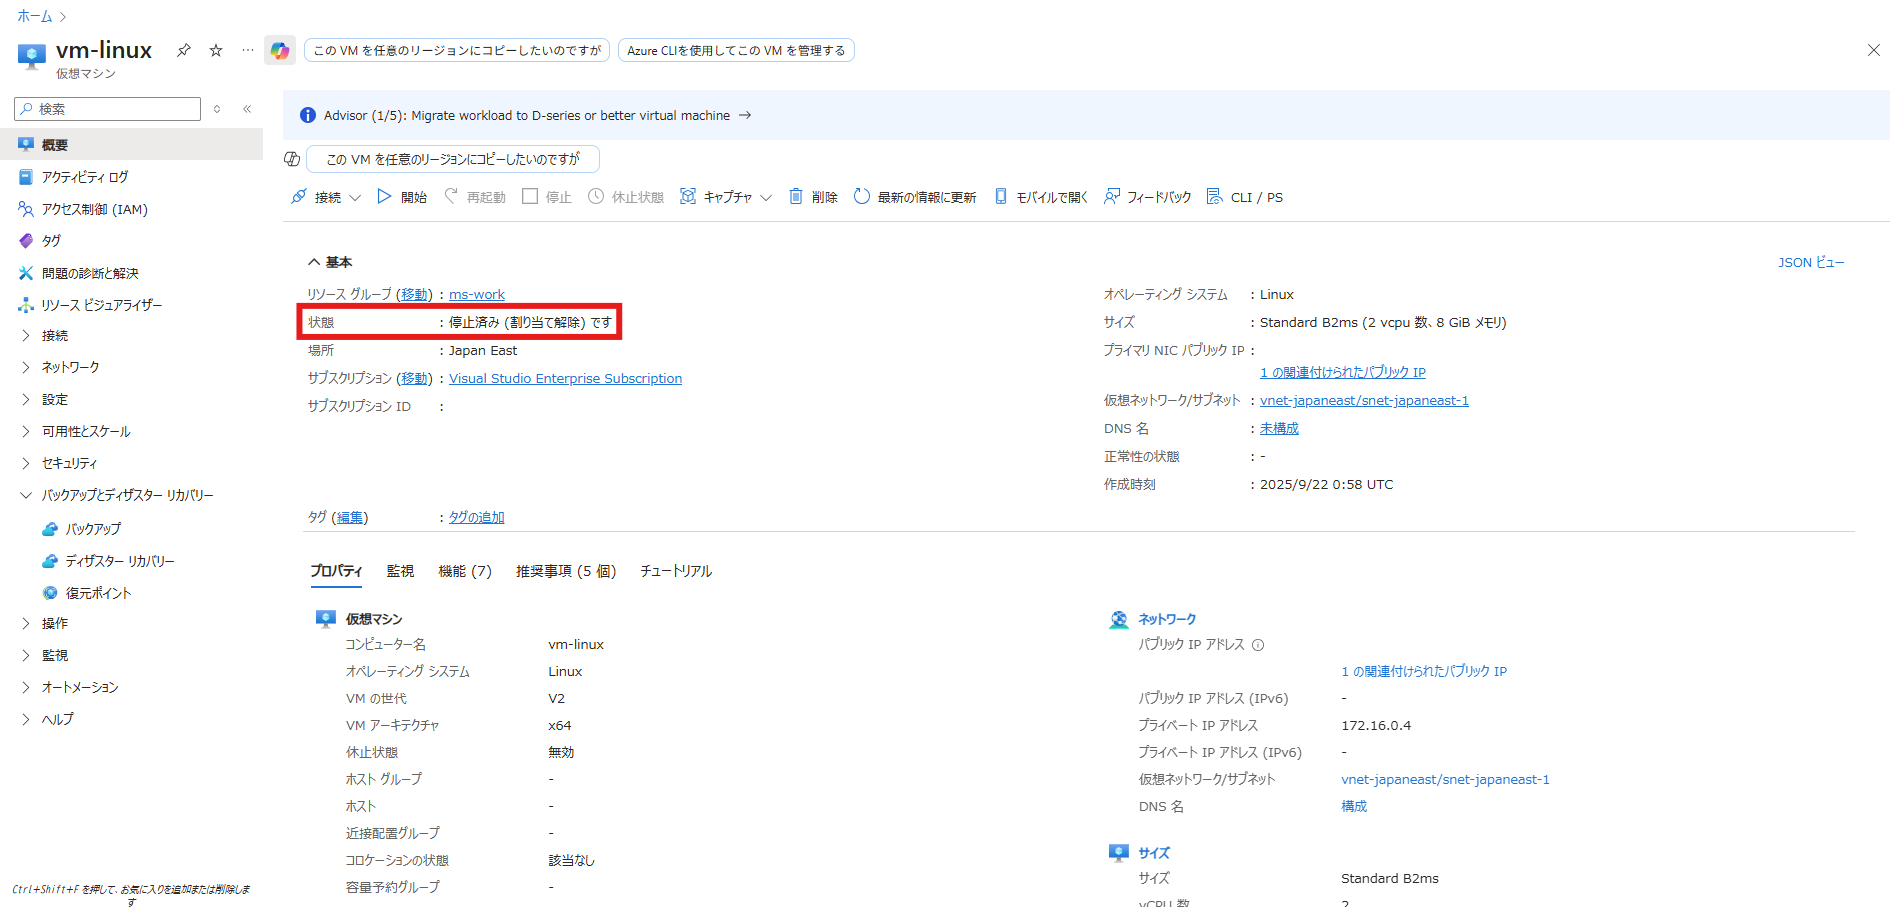 ホーム
vm-linux
仮想マシン
この VM を任意のリージョンにコピーしたいのですが
Azure CLIを使用してこの VM を管理する
検索
概要
アクティビティ ログ
アクセス制御 (IAM)
タグ
問題の診断と解決
リソース ビジュアライザー
接続
ネットワーク
設定
可用性とスケール
セキュリティ
バックアップとディザスター リカバリー
バックアップ
ディザスター リカバリー
復元ポイント
操作
監視
オートメーション
ヘルプ
Ctrl+Shift+F を押して、お気に入りを追加または削除しま
す
Advisor (1/5): Migrate workload to D-series or better virtual machine →
この VM を任意のリージョンにコピーしたいのですが
接続 開始 再起動 停止 休止状態 キャプチャ 削除 最新の情報に更新 モバイルで開く フィードバック CLI / PS
基本
JSON ビュー
リソース グループ (移動) : ms-work
状態 : 停止済み (割り当て解除) です
場所 : Japan East
サブスクリプション (移動) : Visual Studio Enterprise Subscription
サブスクリプション ID :
オペレーティング システム : Linux
サイズ : Standard B2ms (2 vcpu 数、8 GiB メモリ)
プライマリ NIC パブリック IP :
1 の関連付けられたパブリック IP
仮想ネットワーク/サブネット : vnet-japaneast/snet-japaneast-1
DNS 名 : 未構成
正常性の状態 : -
作成時刻 : 2025/9/22 0:58 UTC
タグ (編集) : タグの追加
プロパティ 監視 機能 (7) 推奨事項 (5 個) チュートリアル
仮想マシン
コンピューター名 vm-linux
オペレーティング システム Linux
VM の世代 V2
VM アーキテクチャ x64
休止状態 無効
ホスト グループ -
ホスト -
近接配置グループ -
コロケーションの状態 該当なし
容量予約グループ -
ネットワーク
パブリック IP アドレス
1 の関連付けられたパブリック IP
パブリック IP アドレス (IPv6) -
プライベート IP アドレス 172.16.0.4
プライベート IP アドレス (IPv6) -
仮想ネットワーク/サブネット vnet-japaneast/snet-japaneast-1
DNS 名 構成
サイズ
サイズ Standard B2ms
vCPU 数 2